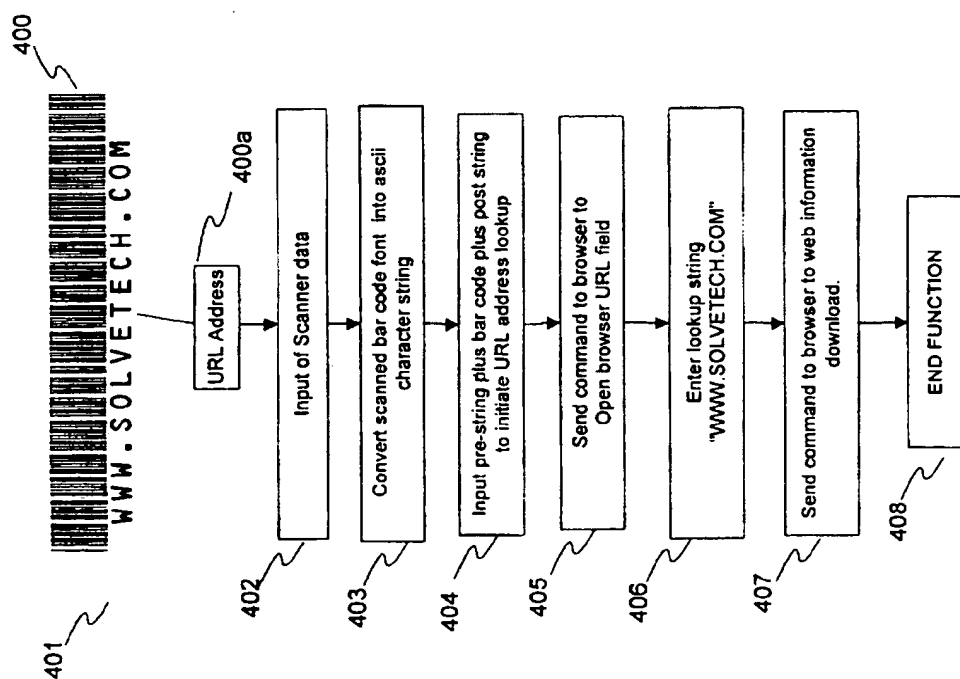 400
401
WWW.SOLVETECH.COM
400a
URL Address
402
Input of Scanner data
403
Convert scanned bar code font into ascii
character string
404
Input pre-string plus bar code plus post string
to initiate URL address lookup
405
Send command to browser to
Open browser URL field
406
Enter lookup string
"WWW.SOLVETECH.COM"
407
Send command to browser to web information
download.
408
END FUNCTION